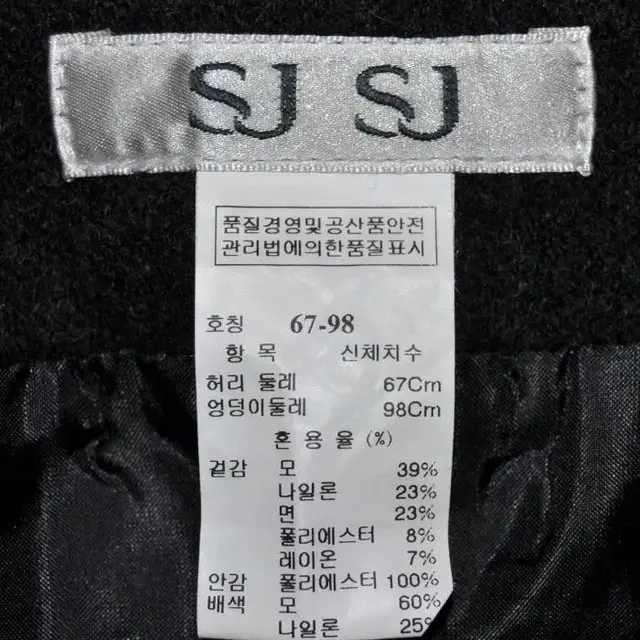 SJ SJ
품질경영및공산품안전
관리법에의한품질표시
호칭 67-98
항 목 신체치수
허리 둘레 67Cm
엉덩이둘레 98Cm
혼 용 율 (%)
겉감 모 39%
나일론 23%
면 23%
폴리에스터 8%
레이온 7%
안감 폴리에스터 100%
배색 모 60%
나일론 25%